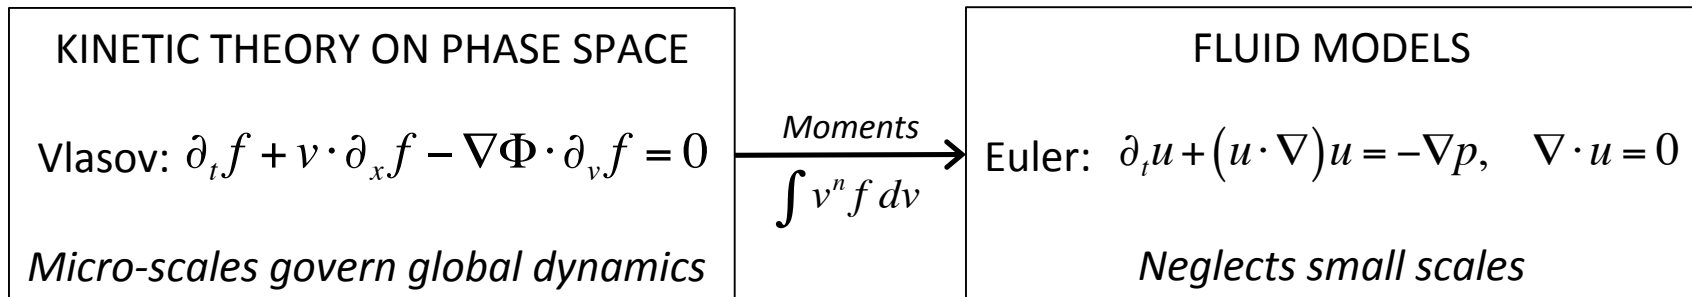 KINETIC THEORY ON PHASE SPACE
Vlasov: ∂ₜf + v · ∂ₓf − ∇Φ · ∂ᵥf = 0
Micro-scales govern global dynamics
Moments
∫ vⁿ f dv
FLUID MODELS
Euler: ∂ₜu + (u · ∇)u = −∇p, ∇ · u = 0
Neglects small scales